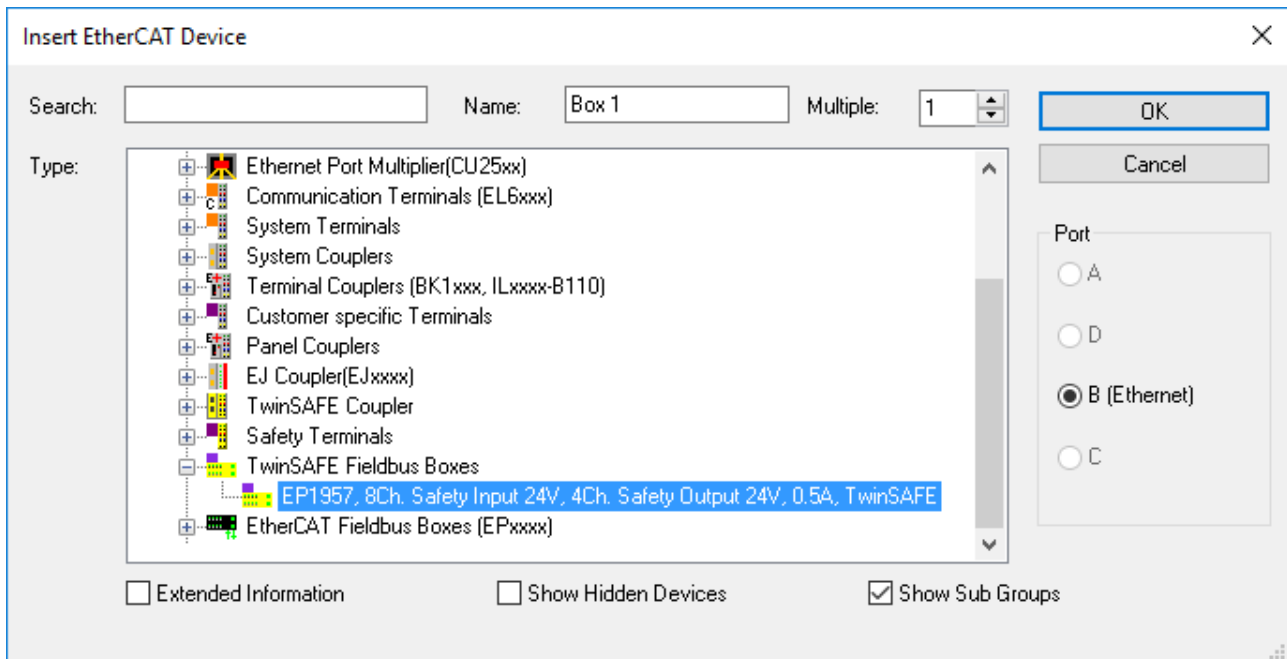 Insert EtherCAT Device
Search: Name: Box 1 Multiple: 1 OK
Cancel
Type:
Ethernet Port Multiplier(CU25xx)
Communication Terminals (EL6xxx)
System Terminals
System Couplers
Terminal Couplers (BK1xxx, ILxxxx-B110)
Customer specific Terminals
Panel Couplers
EJ Coupler(EJxxxx)
TwinSAFE Coupler
Safety Terminals
TwinSAFE Fieldbus Boxes
EP1957, 8Ch. Safety Input 24V, 4Ch. Safety Output 24V, 0.5A, TwinSAFE
EtherCAT Fieldbus Boxes (EPxxxx)
Port
A
D
B (Ethernet)
C
Extended Information Show Hidden Devices Show Sub Groups